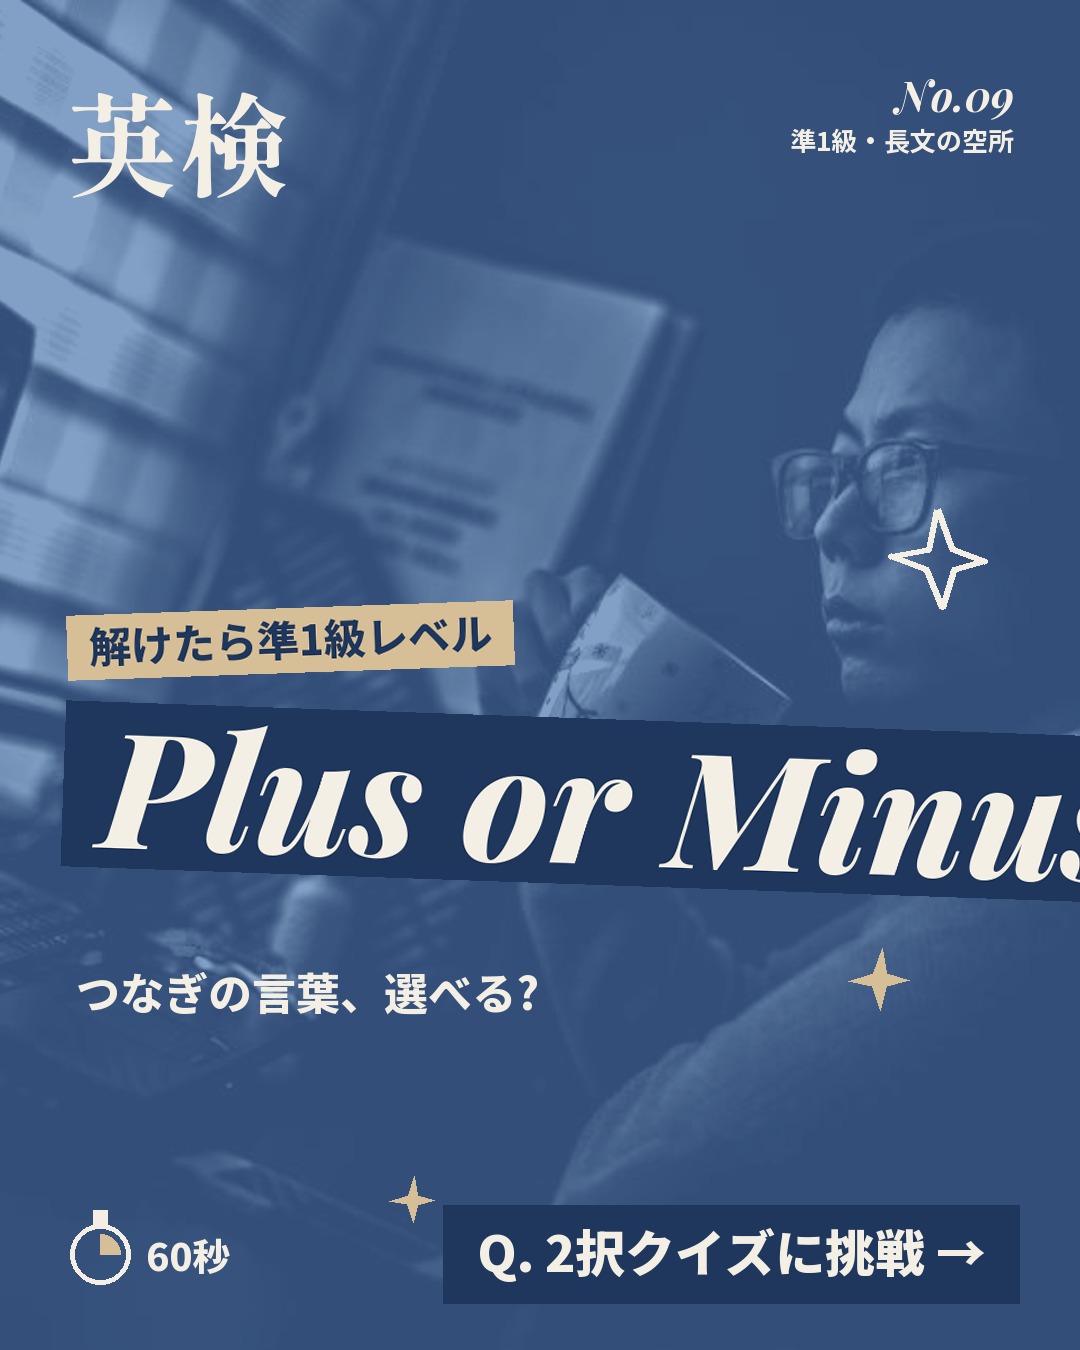 英検
No.09
準1級・長文の空所
解けたら準1級レベル
Plus or Minus
つなぎの言葉、選べる?
60秒
Q. 2択クイズに挑戦 →